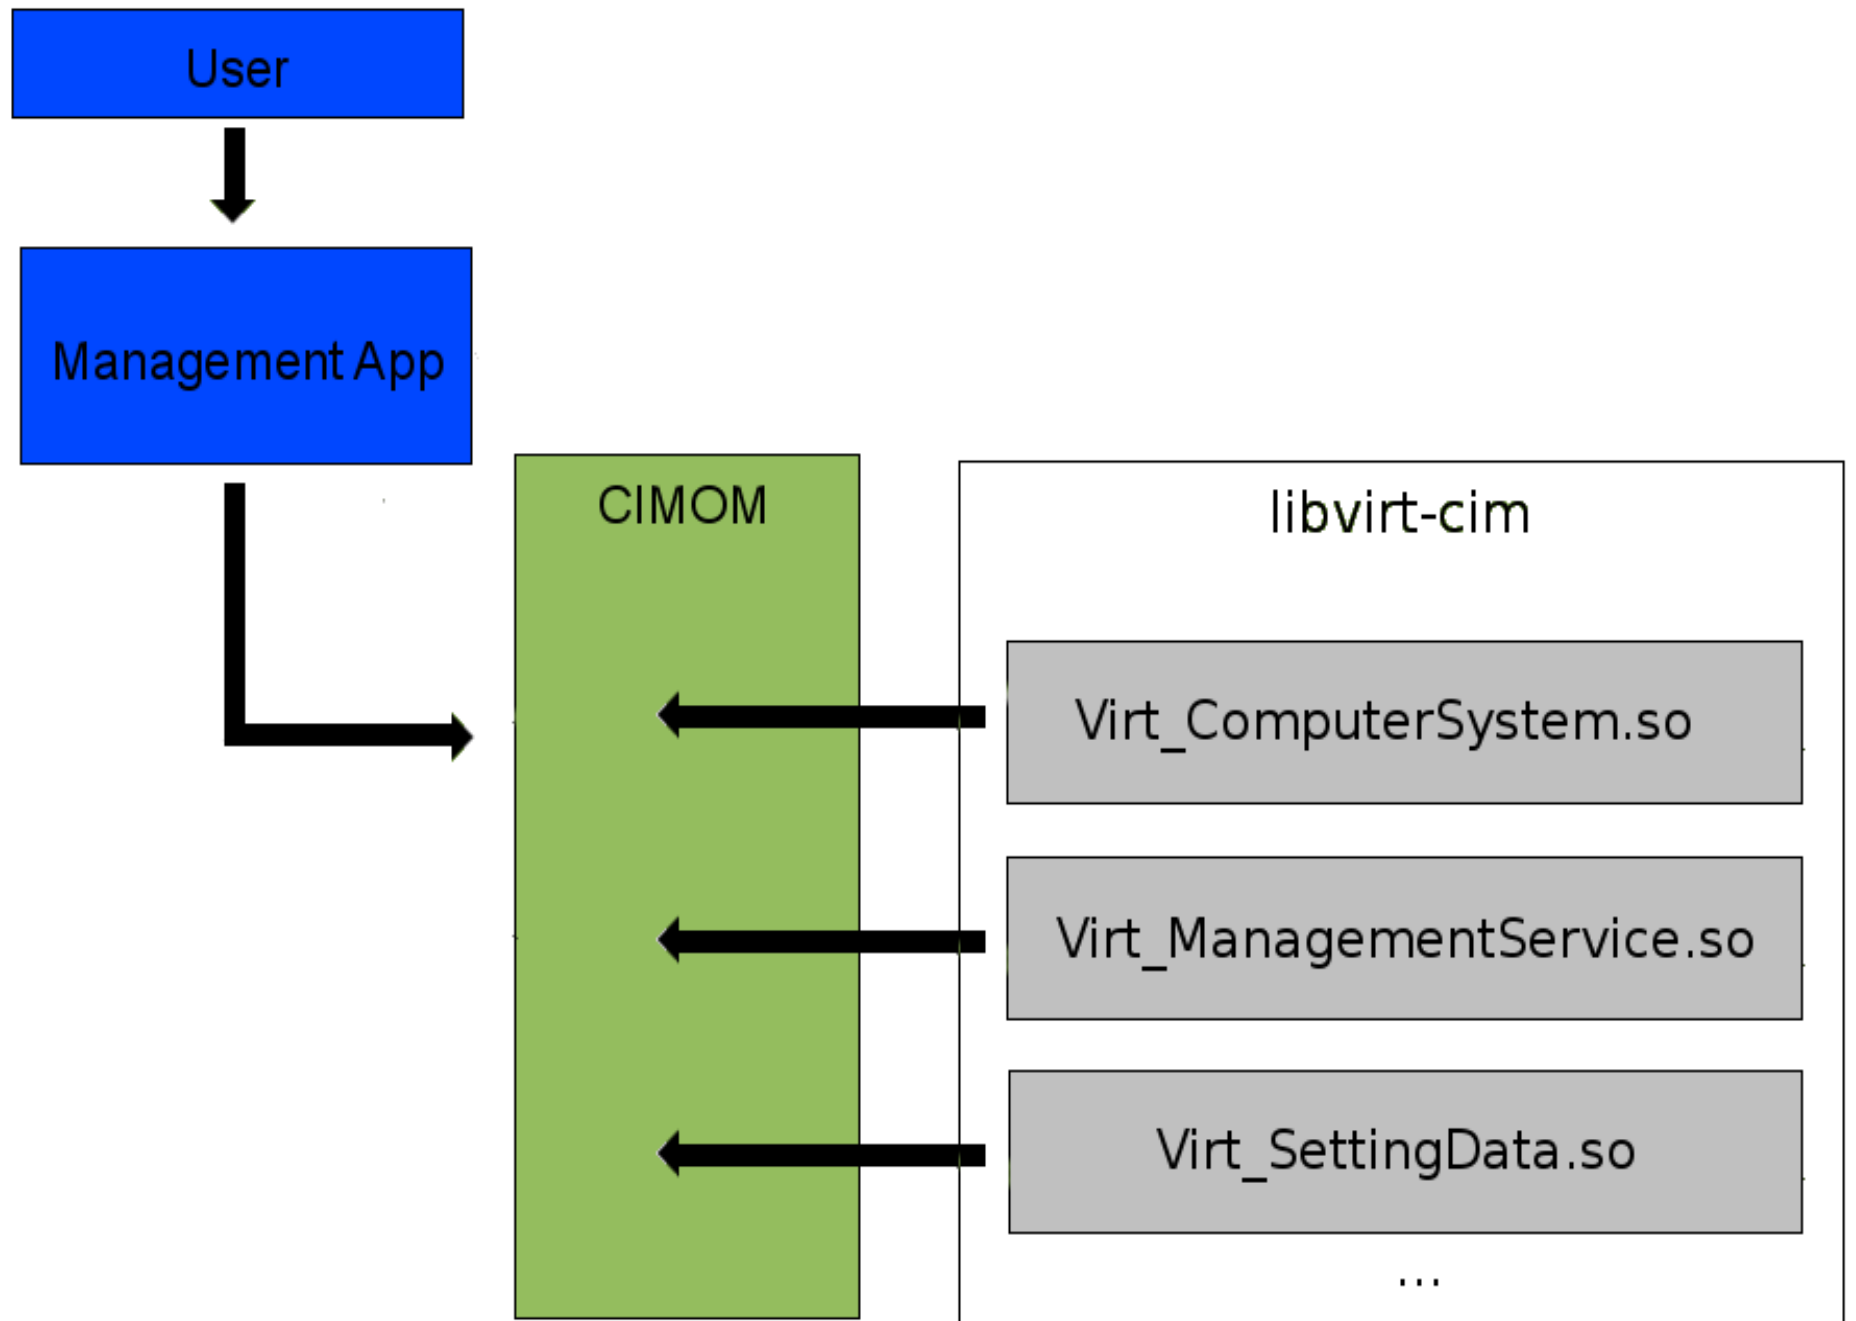 User
Management App
CIMOM
libvirt-cim
Virt_ComputerSystem.so
Virt_ManagementService.so
Virt_SettingData.so
...